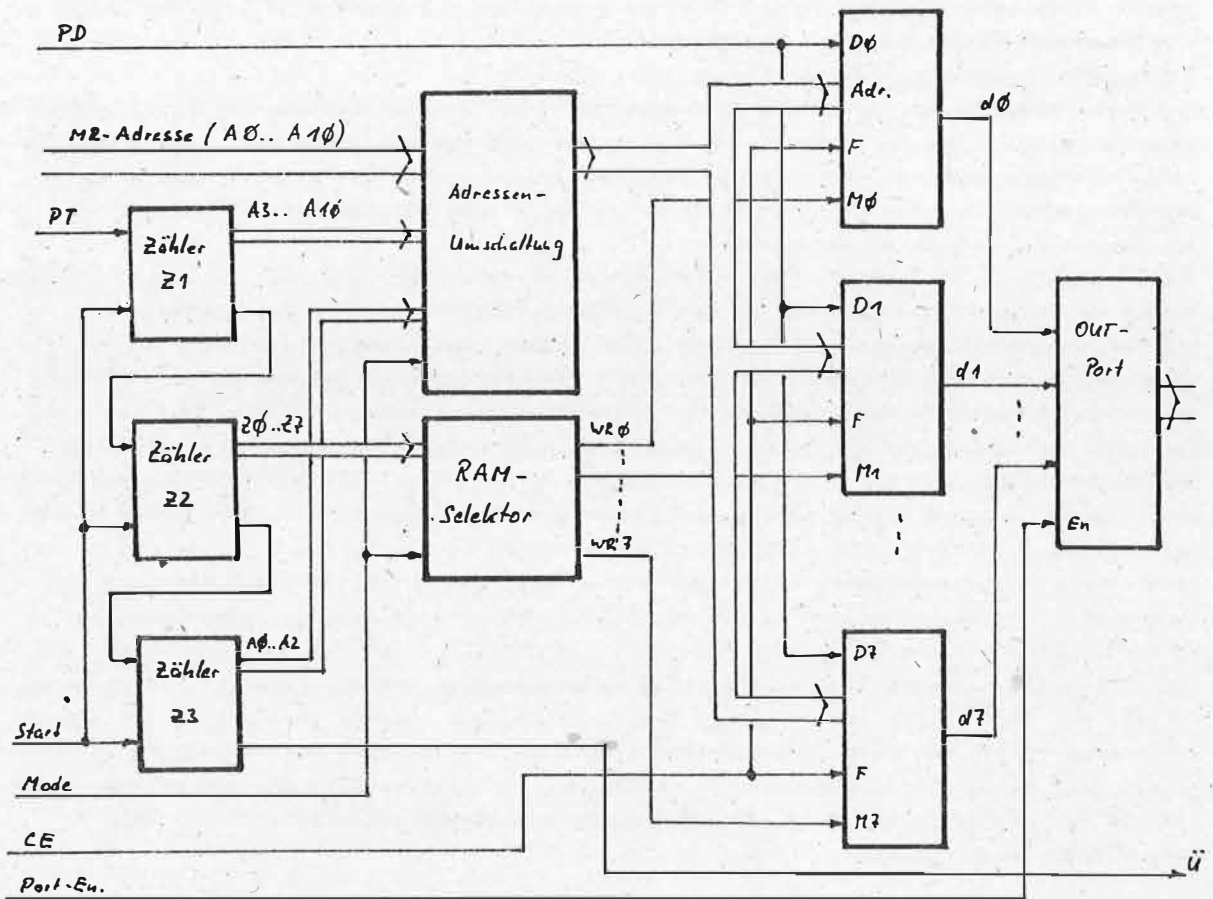 PD
MR-Adresse (AØ.. A1Ø)
PT
Zähler
Z1
A3.. A1Ø
Adressen-
Umschaltung
DØ
Adr.
F
MØ
dØ
D1
F
M1
d1
OUT-
Port
En
Zähler
Z2
ZØ..Z7
RAM-
Selektor
WRØ
WR7
Zähler
Z3
AØ..A2
D7
F
M7
d7
Start
Mode
CE
Port-En.
Ü